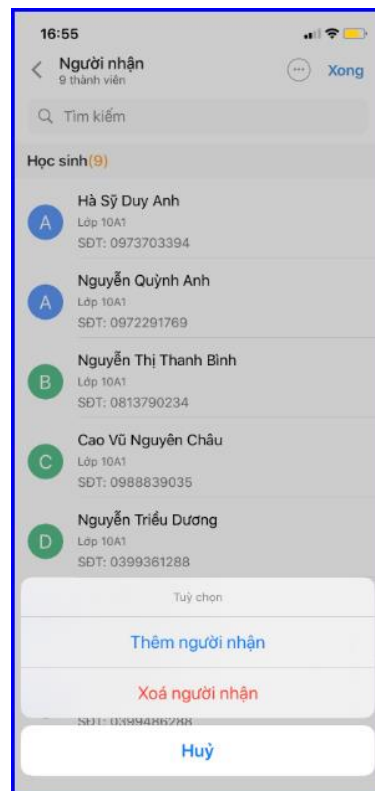 16:55
Người nhận
9 thành viên
Xong
Tìm kiếm
Học sinh(9)
Hà Sỹ Duy Anh
A
Lớp 10A1
SĐT: 0973703394
Nguyễn Quỳnh Anh
A
Lớp 10A1
SĐT: 0972291769
Nguyễn Thị Thanh Bình
B
Lớp 10A1
SĐT: 0813790234
Cao Vũ Nguyên Châu
C
Lớp 10A1
SĐT: 0988839035
Nguyễn Triều Dương
D
Lớp 10A1
SĐT: 0399361288
Tuỳ chọn
Thêm người nhận
Xoá người nhận
SĐT: 0399486288
Huỷ